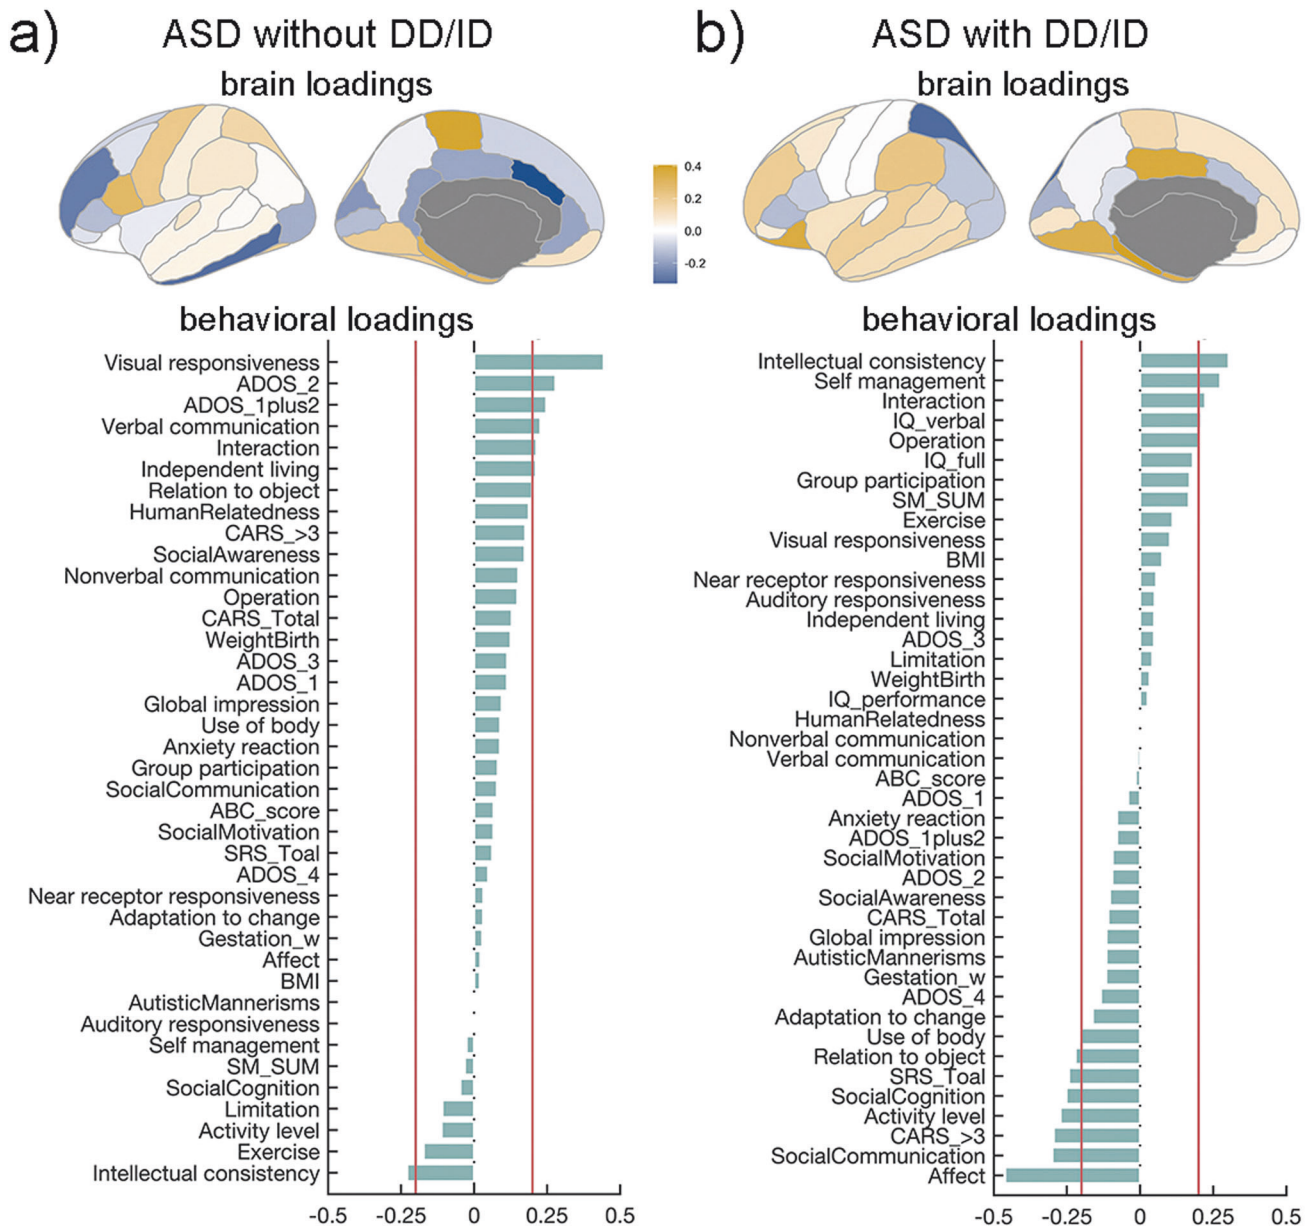 a) ASD without DD/ID
brain loadings
behavioral loadings
Visual responsiveness
ADOS_2
ADOS_1plus2
Verbal communication
Interaction
Independent living
Relation to object
HumanRelatedness
CARS_>3
SocialAwareness
Nonverbal communication
Operation
CARS_Total
WeightBirth
ADOS_3
ADOS_1
Global impression
Use of body
Anxiety reaction
Group participation
SocialCommunication
ABC_score
SocialMotivation
SRS_Toal
ADOS_4
Near receptor responsiveness
Adaptation to change
Gestation_w
Affect
BMI
AutisticMannerisms
Auditory responsiveness
Self management
SM_SUM
SocialCognition
Limitation
Activity level
Exercise
Intellectual consistency
-0.5 -0.25 0 0.25 0.5
0.4
0.2
0.0
-0.2
b) ASD with DD/ID
brain loadings
behavioral loadings
Intellectual consistency
Self management
Interaction
IQ_verbal
Operation
IQ_full
Group participation
SM_SUM
Exercise
Visual responsiveness
BMI
Near receptor responsiveness
Auditory responsiveness
Independent living
ADOS_3
Limitation
WeightBirth
IQ_performance
HumanRelatedness
Nonverbal communication
Verbal communication
ABC_score
ADOS_1
Anxiety reaction
ADOS_1plus2
SocialMotivation
ADOS_2
SocialAwareness
CARS_Total
Global impression
AutisticMannerisms
Gestation_w
ADOS_4
Adaptation to change
Use of body
Relation to object
SRS_Toal
SocialCognition
Activity level
CARS_>3
SocialCommunication
Affect
-0.5 -0.25 0 0.25 0.5